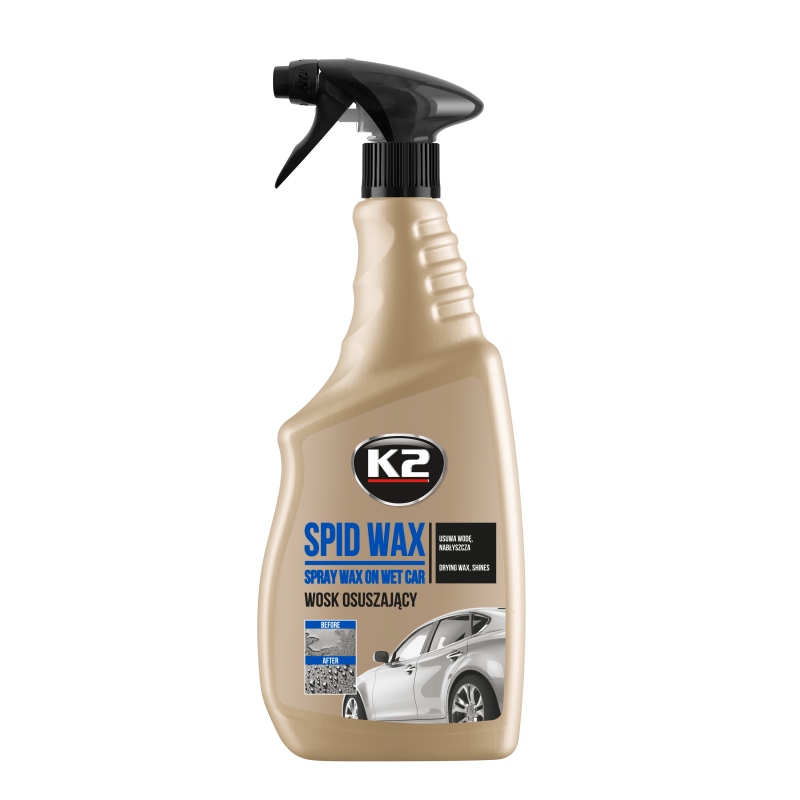 K2
SPID WAX
SPRAY WAX ON WET CAR
WOSK OSUSZAJĄCY
USUWA WODĘ,
NABŁYSZCZA
DRYING WAX, SHINES
BEFORE
AFTER